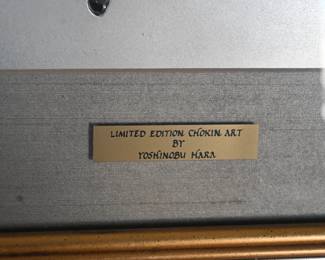 LIMITED EDITION CHOKIN ART
BY
YOSHINOBU HARA